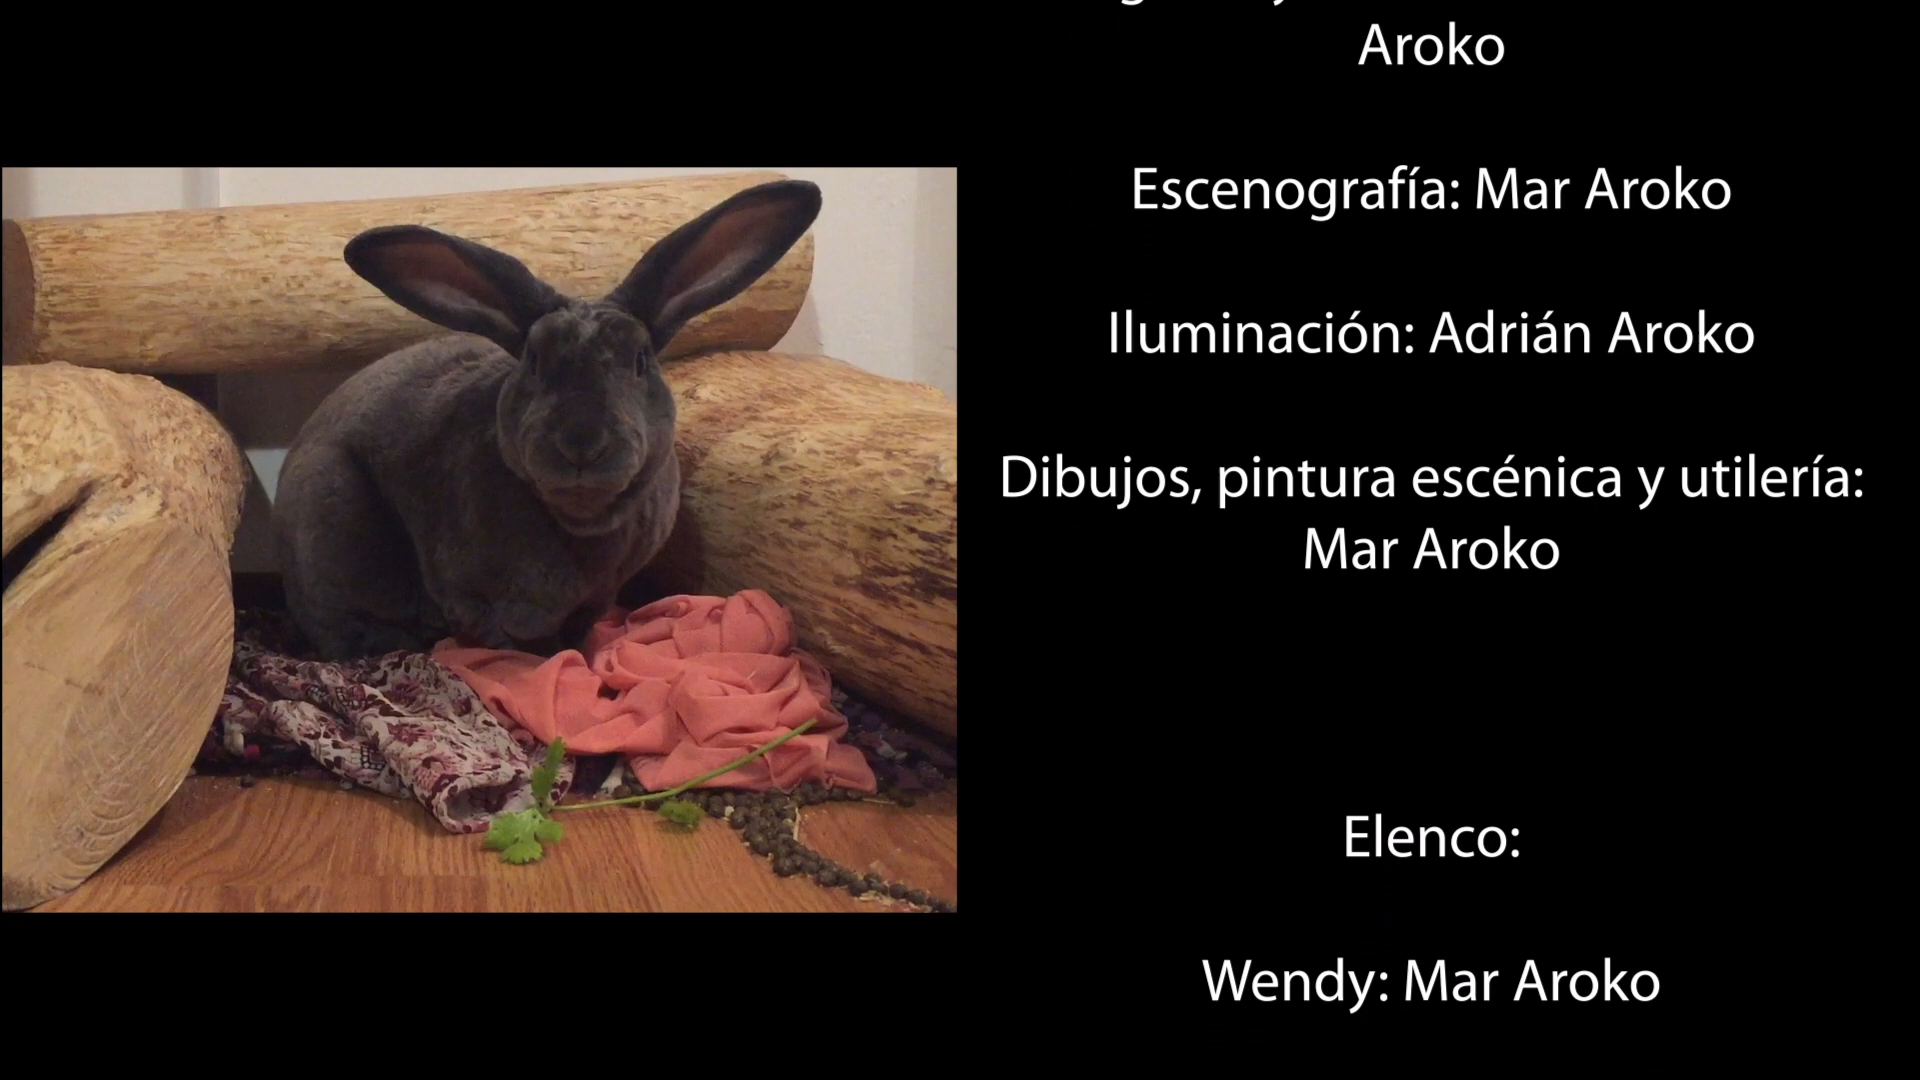 Aroko
Escenografía: Mar Aroko
Iluminación: Adrián Aroko
Dibujos, pintura escénica y utilería:
Mar Aroko
Elenco:
Wendy: Mar Aroko